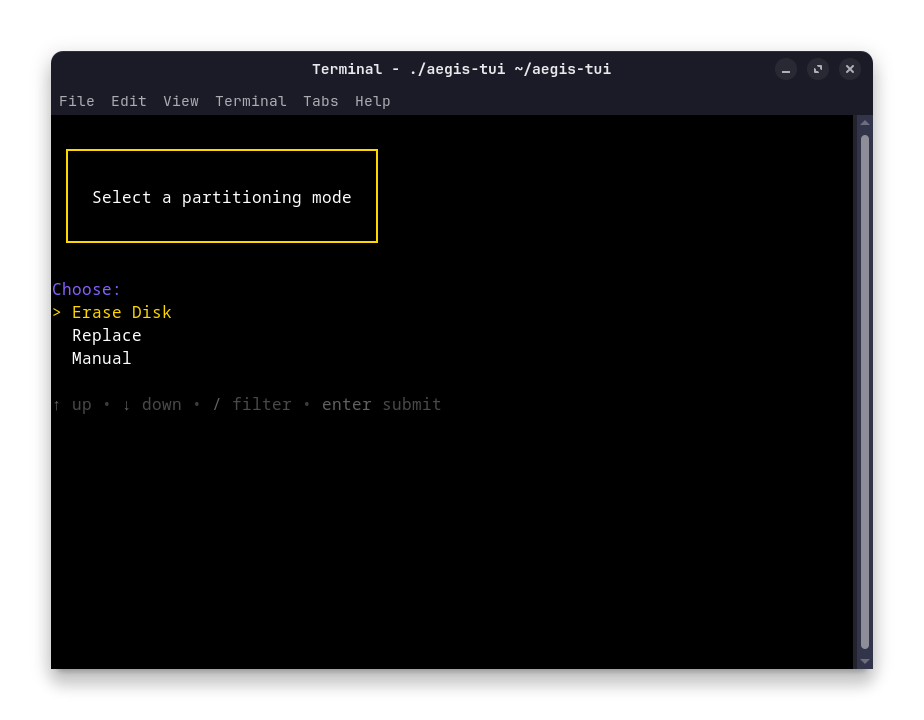 Terminal - ./aegis-tui ~/aegis-tui
File Edit View Terminal Tabs Help
Select a partitioning mode
Choose:
> Erase Disk
Replace
Manual
↑ up • ↓ down • / filter • enter submit